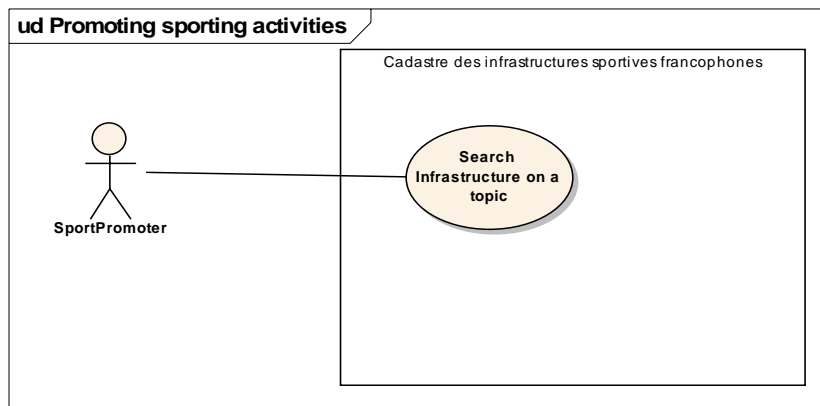 ud Promoting sporting activities
Cadastre des infrastructures sportives francophones
Search
Infrastructure on a
topic
SportPromoter